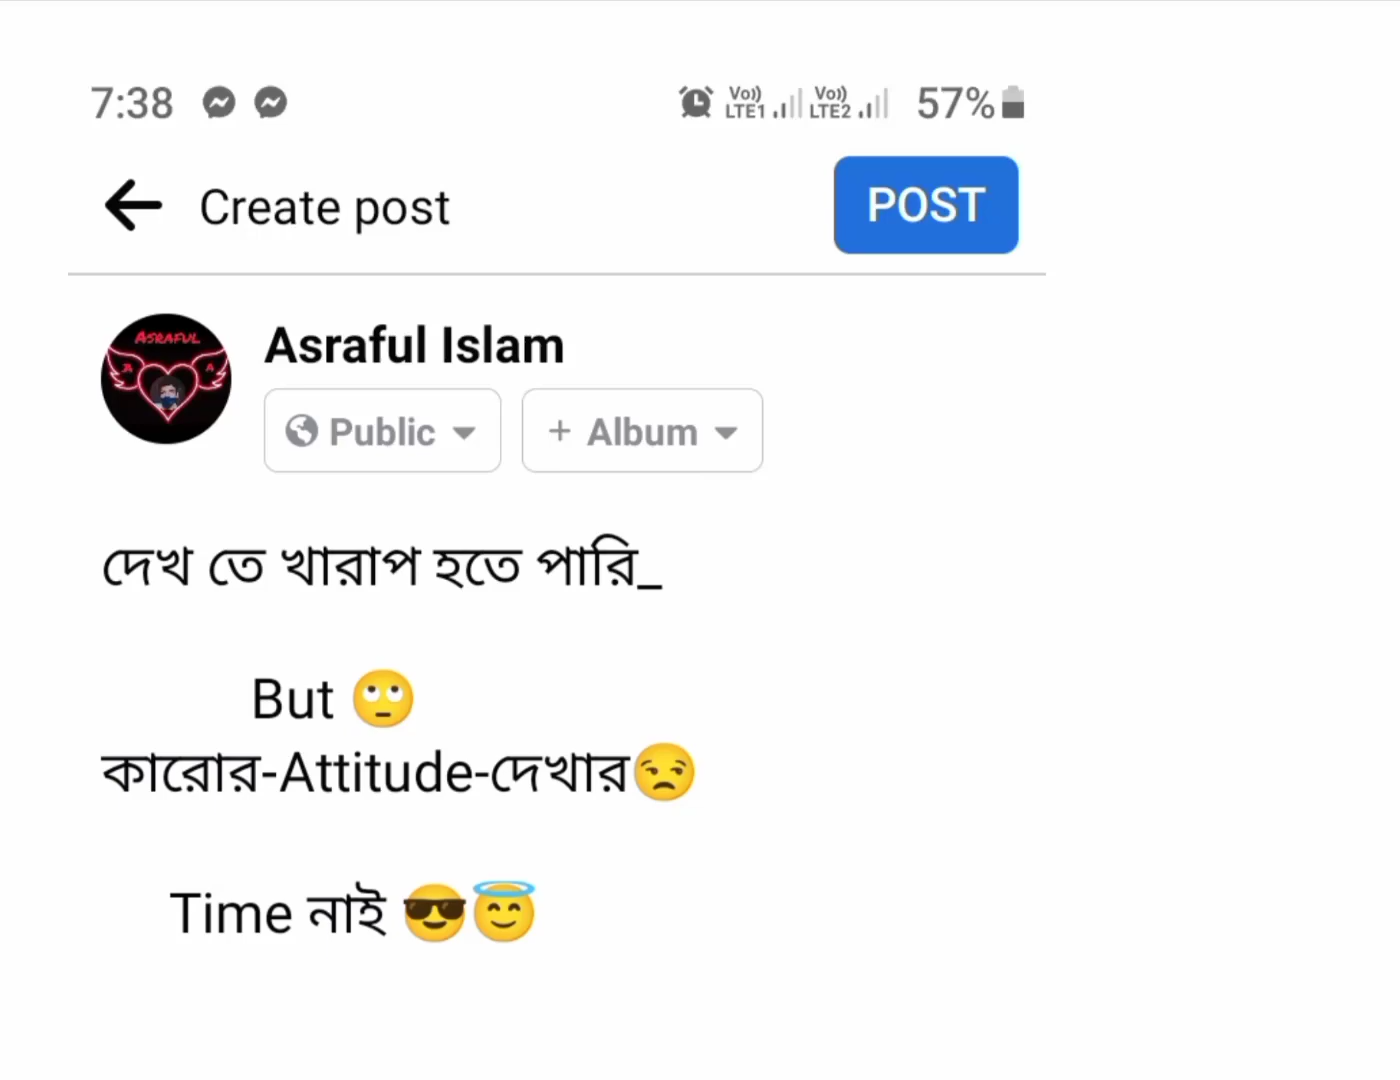 7:38 Vo)) LTE1 Vo)) LTE2 57%
Create post POST
ASRAFUL
A A
Asraful Islam
Public + Album
দেখ তে খারাপ হতে পারি_
But 🙄
কারোর-Attitude-দেখার😒
Time নাই 😎😇